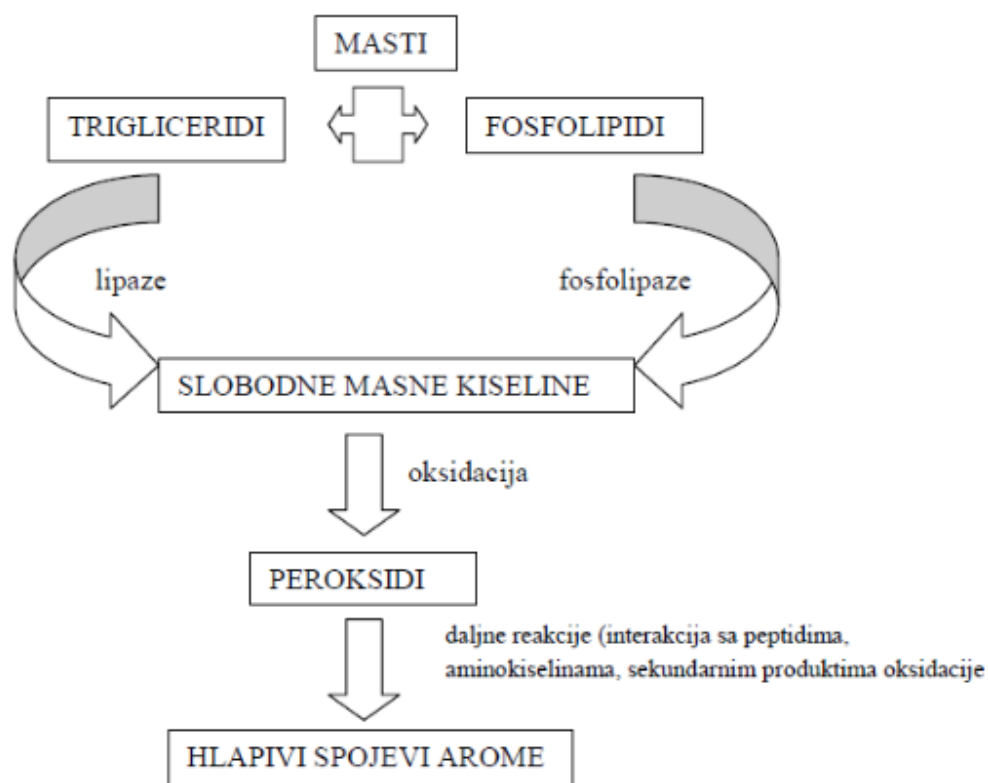 MASTI
TRIGLICERIDI
FOSFOLIPIDI
lipaze
fosfolipaze
SLOBODNE MASNE KISELINE
oksidacija
PEROKSIDI
daljne reakcije (interakcija sa peptidima,
aminokiselinama, sekundarnim produktima oksidacije
HLAPIVI SPOJEVI AROME